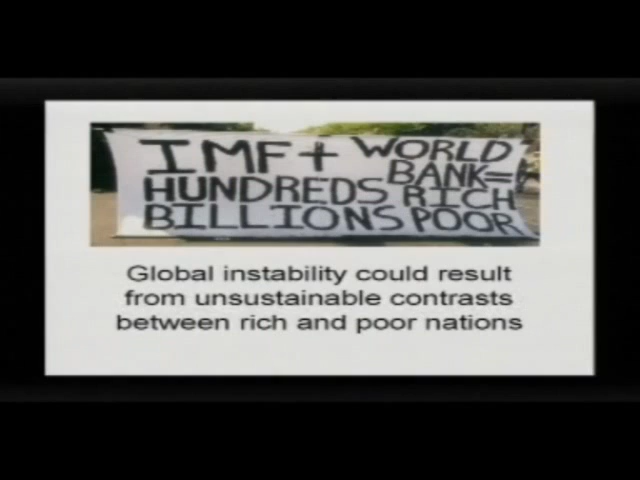 IMF + WORLD
BANK=
HUNDREDS RICH
BILLIONS POOR
Global instability could result
from unsustainable contrasts
between rich and poor nations